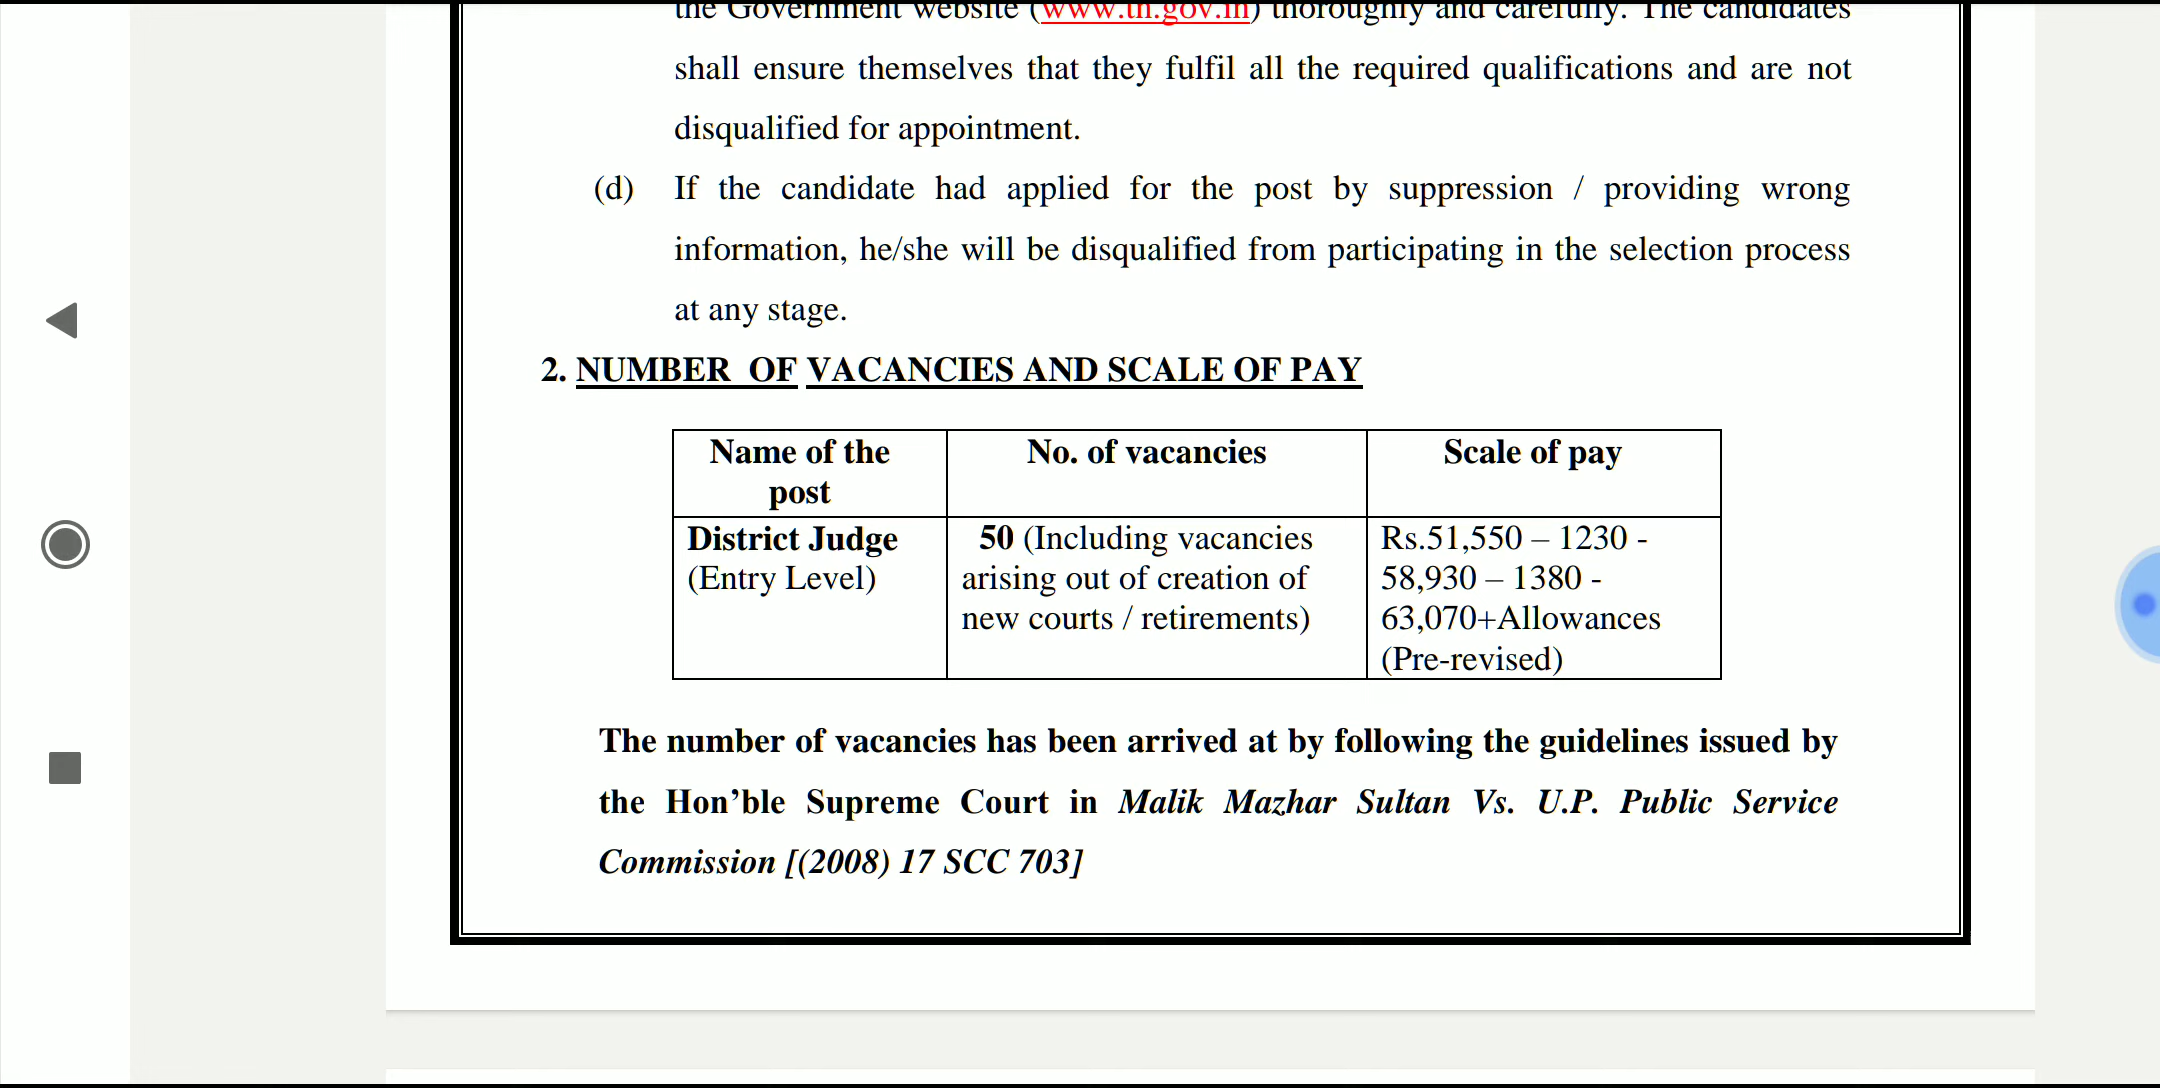 the Government website (www.tn.gov.in) thoroughly and carefully. The candidates
shall ensure themselves that they fulfil all the required qualifications and are not
disqualified for appointment.
(d) If the candidate had applied for the post by suppression / providing wrong
information, he/she will be disqualified from participating in the selection process
at any stage.
2. NUMBER OF VACANCIES AND SCALE OF PAY
Name of the
post
No. of vacancies
Scale of pay
District Judge
(Entry Level)
50 (Including vacancies
arising out of creation of
new courts / retirements)
Rs.51,550 – 1230 -
58,930 – 1380 -
63,070+Allowances
(Pre-revised)
The number of vacancies has been arrived at by following the guidelines issued by
the Hon’ble Supreme Court in Malik Mazhar Sultan Vs. U.P. Public Service
Commission [(2008) 17 SCC 703]